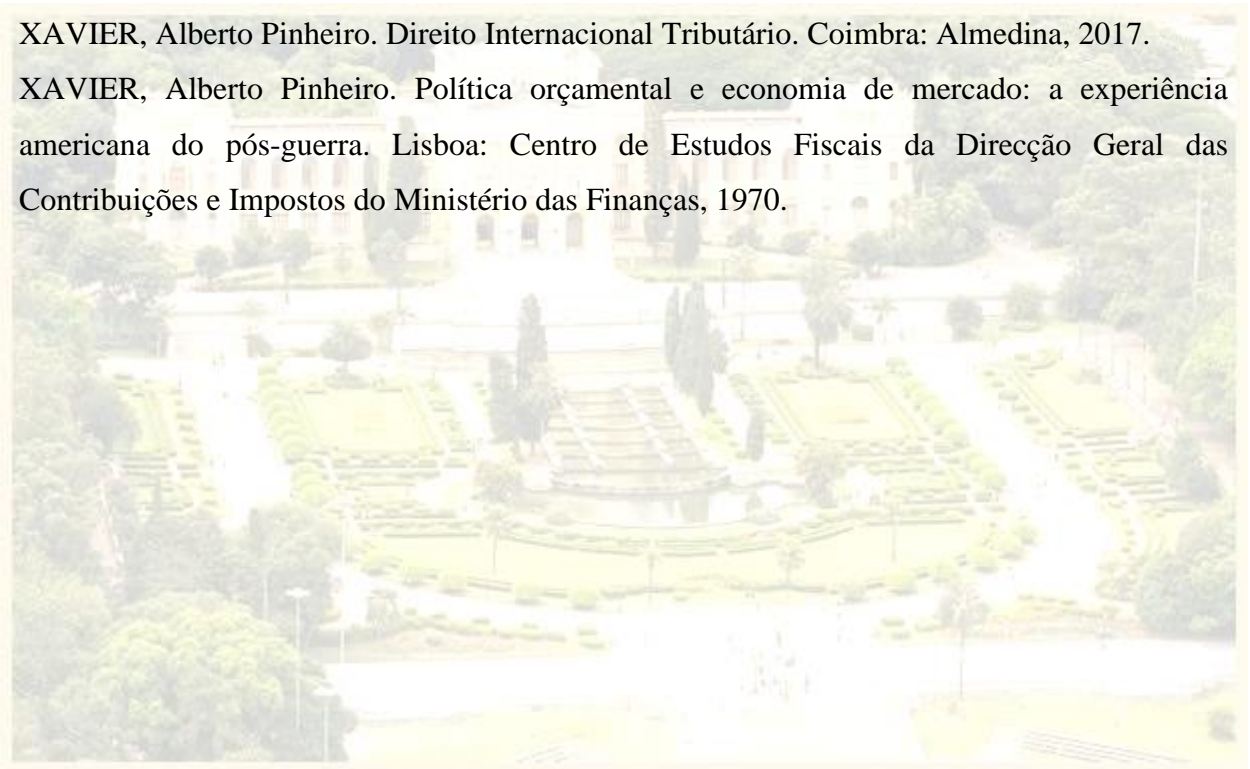 XAVIER, Alberto Pinheiro. Direito Internacional Tributário. Coimbra: Almedina, 2017.
XAVIER, Alberto Pinheiro. Política orçamental e economia de mercado: a experiência
americana do pós-guerra. Lisboa: Centro de Estudos Fiscais da Direcção Geral das
Contribuições e Impostos do Ministério das Finanças, 1970.